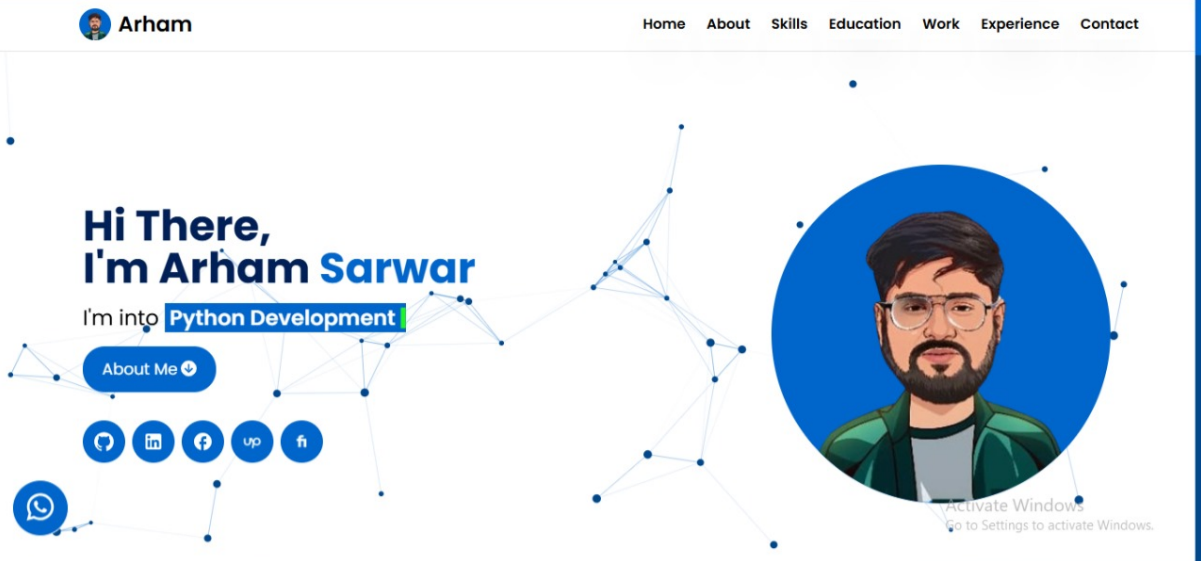 Arham
Home About Skills Education Work Experience Contact
Hi There,
I'm Arham Sarwar
I'm into Python Development
About Me
in up fi
Activate Windows
Go to Settings to activate Windows.